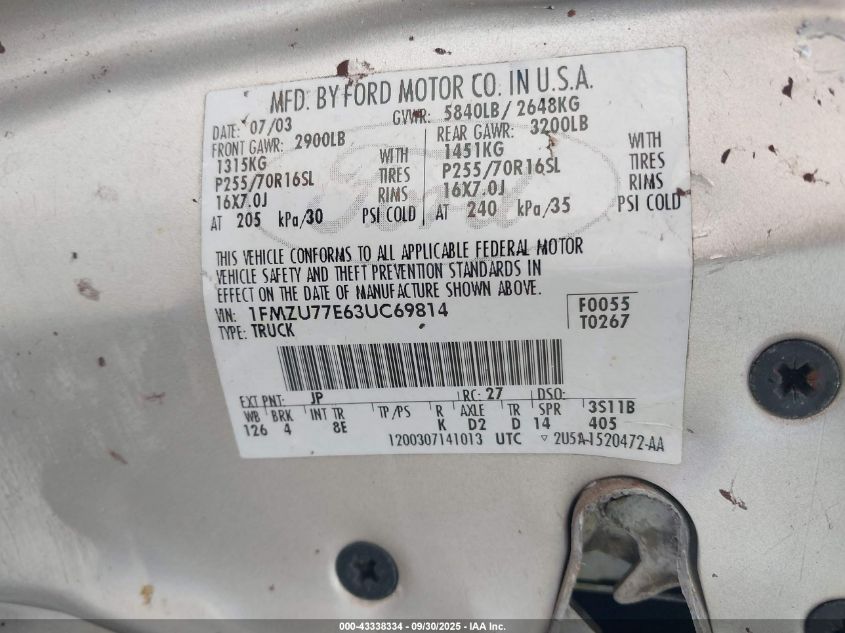 MFD. BY FORD MOTOR CO. IN U.S.A.
DATE: 07/03 GVWR: 5840LB/ 2648KG
FRONT GAWR: 2900LB REAR GAWR: 3200LB
1315KG WITH 1451KG WITH
P255/70R16SL TIRES P255/70R16SL TIRES
16X7.0J RIMS 16X7.0J RIMS
AT 205 kPa/30 PSI COLD AT 240 kPa/35 PSI COLD
THIS VEHICLE CONFORMS TO ALL APPLICABLE FEDERAL MOTOR
VEHICLE SAFETY AND THEFT PREVENTION STANDARDS IN
EFFECT ON THE DATE OF MANUFACTURE SHOWN ABOVE.
VIN: 1FMZU77E63UC69814 F0055
TYPE: TRUCK T0267
EXT PNT: JP RC: 27 DSO:
WB BRK INT TR TP/PS R AXLE TR SPR 3S11B
126 4 8E K D2 D 14 405
1200307141013 UTC ▽ 2U5A-1520472-AA
000-43338334 - 09/30/2025 - IAA Inc.